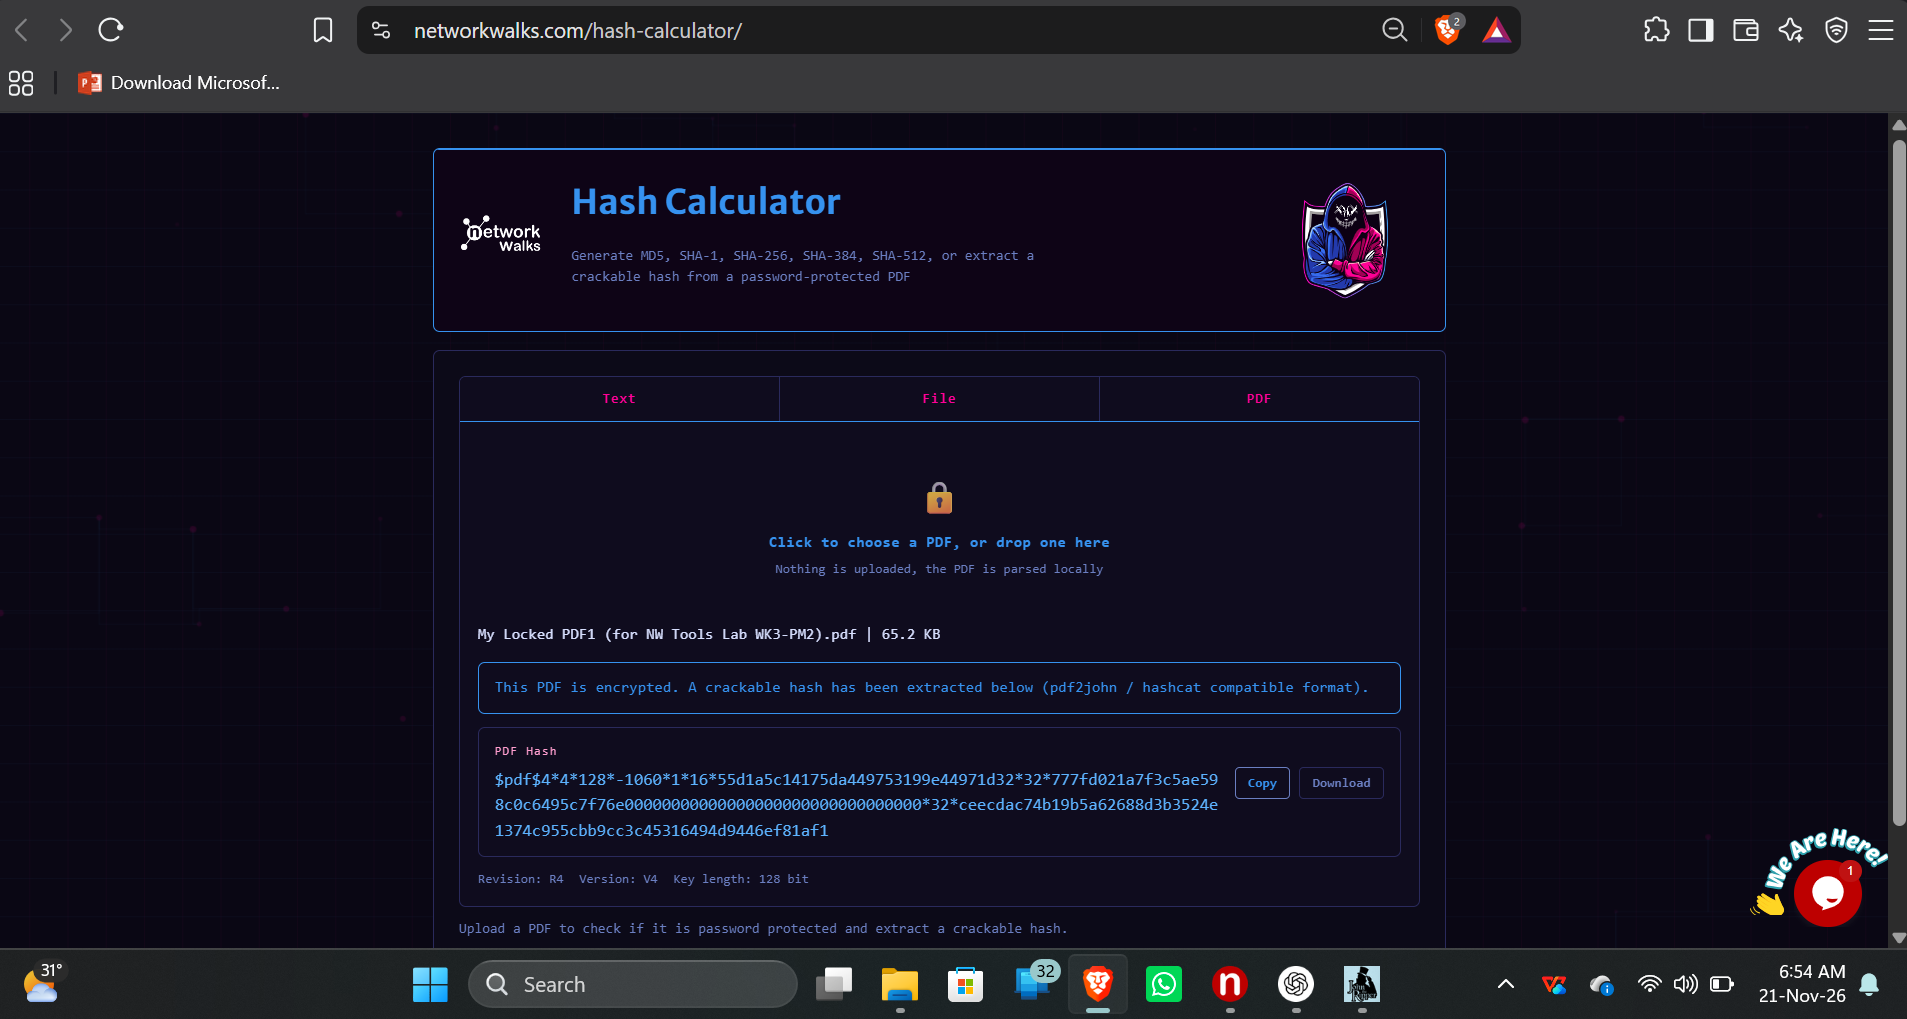 networkwalks.com/hash-calculator/
2
Download Microsof...
Hash Calculator
network
walks
Generate MD5, SHA-1, SHA-256, SHA-384, SHA-512, or extract a
crackable hash from a password-protected PDF
Text
File
PDF
Click to choose a PDF, or drop one here
Nothing is uploaded, the PDF is parsed locally
My Locked PDF1 (for NW Tools Lab WK3-PM2).pdf | 65.2 KB
This PDF is encrypted. A crackable hash has been extracted below (pdf2john / hashcat compatible format).
PDF Hash
$pdf$4*4*128*-1060*1*16*55d1a5c14175da449753199e44971d32*32*777fd021a7f3c5ae59
8c0c6495c7f76e00000000000000000000000000000000*32*ceecdac74b19b5a62688d3b3524e
1374c955cbb9cc3c45316494d9446ef81af1
Copy
Download
Revision: R4 Version: V4 Key length: 128 bit
Upload a PDF to check if it is password protected and extract a crackable hash.
We Are Here!
1
31°
Search
32
n
6:54 AM
21-Nov-26